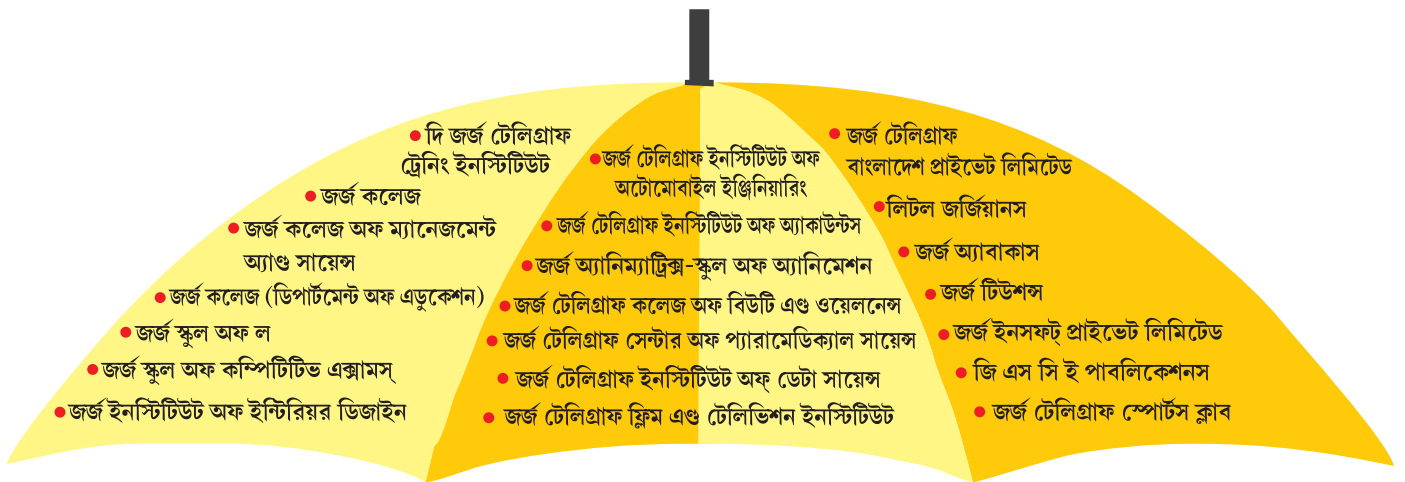 দি জর্জ টেলিগ্রাফ
ট্রেনিং ইনস্টিটিউট
জর্জ কলেজ
জর্জ কলেজ অফ ম্যানেজমেন্ট
অ্যাণ্ড সায়েন্স
জর্জ কলেজ (ডিপার্টমেন্ট অফ এডুকেশন)
জর্জ স্কুল অফ ল
জর্জ স্কুল অফ কম্পিটিটিভ এক্সামস্
জর্জ ইনস্টিটিউট অফ ইন্টিরিয়র ডিজাইন
জর্জ টেলিগ্রাফ ইনস্টিটিউট অফ
অটোমোবাইল ইঞ্জিনিয়ারিং
জর্জ টেলিগ্রাফ ইনস্টিটিউট অফ অ্যাকাউন্টস
জর্জ অ্যানিম্যাট্রিক্স-স্কুল অফ অ্যানিমেশন
জর্জ টেলিগ্রাফ কলেজ অফ বিউটি এণ্ড ওয়েলনেন্স
জর্জ টেলিগ্রাফ সেন্টার অফ প্যারামেডিক্যাল সায়েন্স
জর্জ টেলিগ্রাফ ইনস্টিটিউট অফ্ ডেটা সায়েন্স
জর্জ টেলিগ্রাফ ফ্লিম এণ্ড টেলিভিশন ইনস্টিটিউট
জর্জ টেলিগ্রাফ
বাংলাদেশ প্রাইভেট লিমিটেড
লিটল জর্জিয়ানস
জর্জ অ্যাবাকাস
জর্জ টিউশন্স
জর্জ ইনসফট্ প্রাইভেট লিমিটেড
জি এস সি ই পাবলিকেশনস
জর্জ টেলিগ্রাফ স্পোর্টস ক্লাব